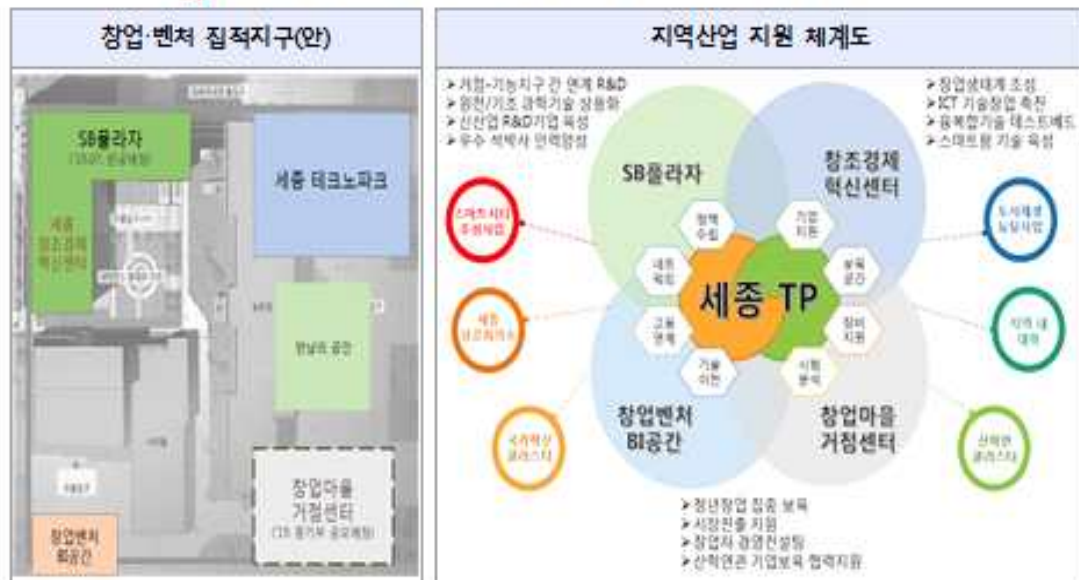 창업·벤처 집적지구(안)
SB플라자
세종
창조경제
혁신센터
세종 테크노파크
만남의 공간
창업마을
거점센터
창업벤처
BI공간
지역산업 지원 체계도
➤ 거점-기능지구 간 연계 R&D
➤ 원천/기초 과학기술 상용화
➤ 신산업 R&D기업 육성
➤ 우수 석박사 인력양성
➤ 창업생태계 조성
➤ ICT 기술창업 촉진
➤ 융복합기술 테스트베드
➤ 스마트팜 기술 육성
SB플라자
창조경제
혁신센터
정책
수립
기업
지원
네트
워크
보육
공간
세종 TP
고용
연계
장비
지원
기술
이전
시험
분석
창업벤처
BI공간
창업마을
거점센터
스마트시티
조성사업
도시재생
뉴딜사업
지역 내
대학
국가혁신
클러스터
산학연
클러스터
➤ 청년창업 집중 보육
➤ 시장진출 지원
➤ 창업자 경영컨설팅
➤ 산학연관 기업보육 협력지원